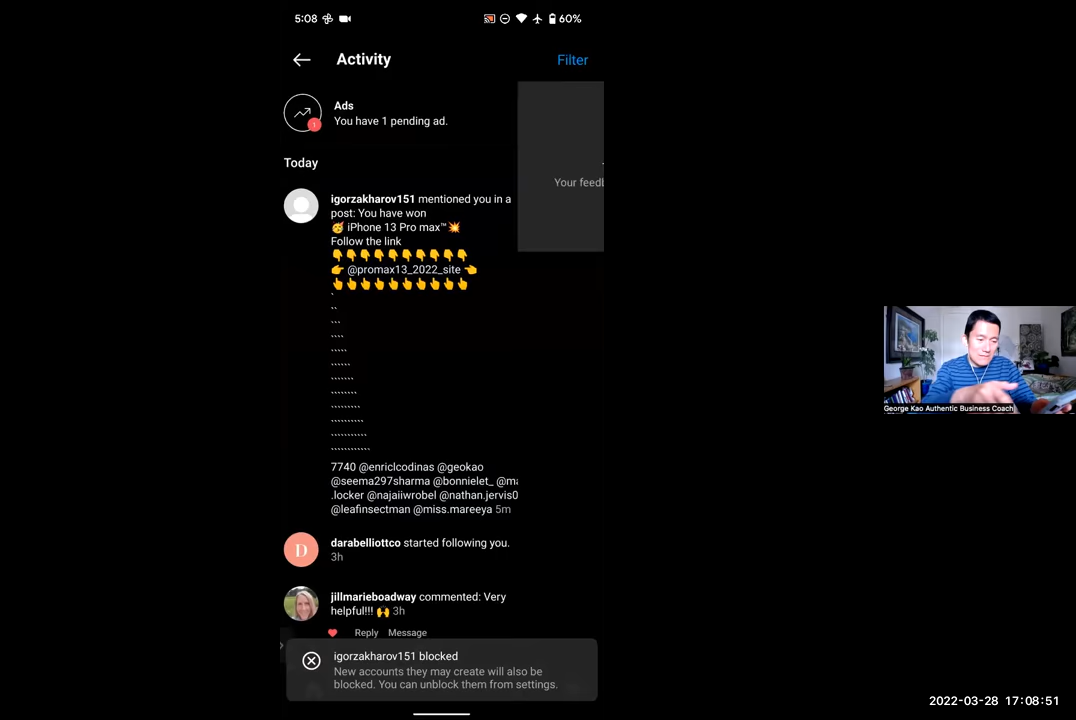 5:08
60%
Activity
Filter
Ads
You have 1 pending ad.
Your feedb
Today
igorzakharov151 mentioned you in a
post: You have won
🥳 iPhone 13 Pro max™💥
Follow the link
👇👇👇👇👇👇👇👇👇👇
👉 @promax13_2022_site 👈
👆👆👆👆👆👆👆👆👆👆
`
``
```
````
`````
``````
```````
````````
`````````
``````````
```````````
````````````
7740 @enriclcodinas @geokao
@seema297sharma @bonnielet_ @ma
.locker @najaiiwrobel @nathan.jervis0
@leafinsectman @miss.mareeya 5m
D
darabelliottco started following you.
3h
jillmarieboadway commented: Very
helpful!!! 🙌 3h
Reply Message
igorzakharov151 blocked
New accounts they may create will also be
blocked. You can unblock them from settings.
George Kao Authentic Business Coach
2022-03-28 17:08:51